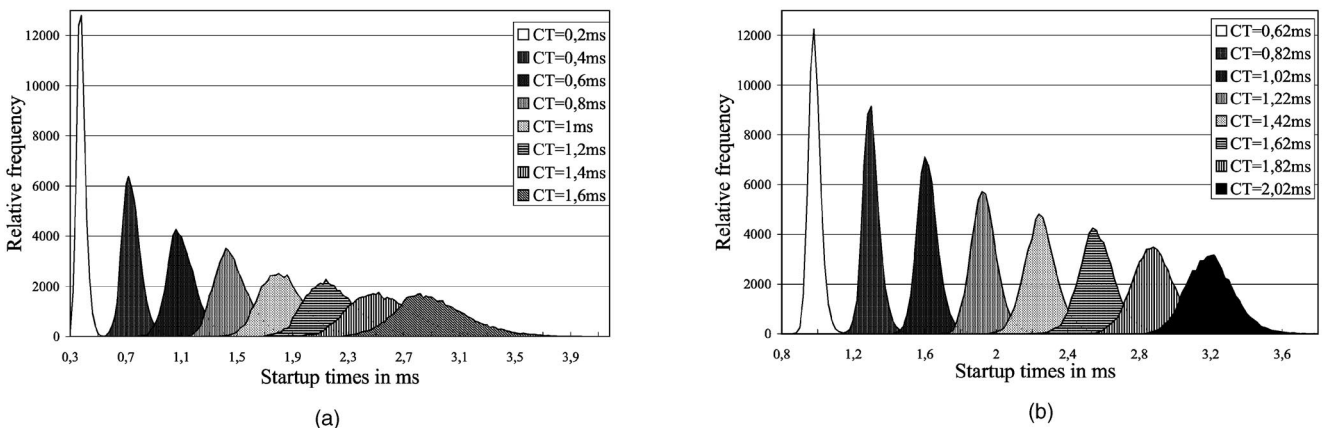 12000
10000
8000
6000
4000
2000
0
Relative frequency
0,3 0,7 1,1 1,5 1,9 2,3 2,7 3,1 3,5 3,9
Startup times in ms
CT=0,2ms
CT=0,4ms
CT=0,6ms
CT=0,8ms
CT=1ms
CT=1,2ms
CT=1,4ms
CT=1,6ms
(a)
12000
10000
8000
6000
4000
2000
0
Relative frequency
0,8 1,2 1,6 2 2,4 2,8 3,2 3,6
Startup times in ms
CT=0,62ms
CT=0,82ms
CT=1,02ms
CT=1,22ms
CT=1,42ms
CT=1,62ms
CT=1,82ms
CT=2,02ms
(b)